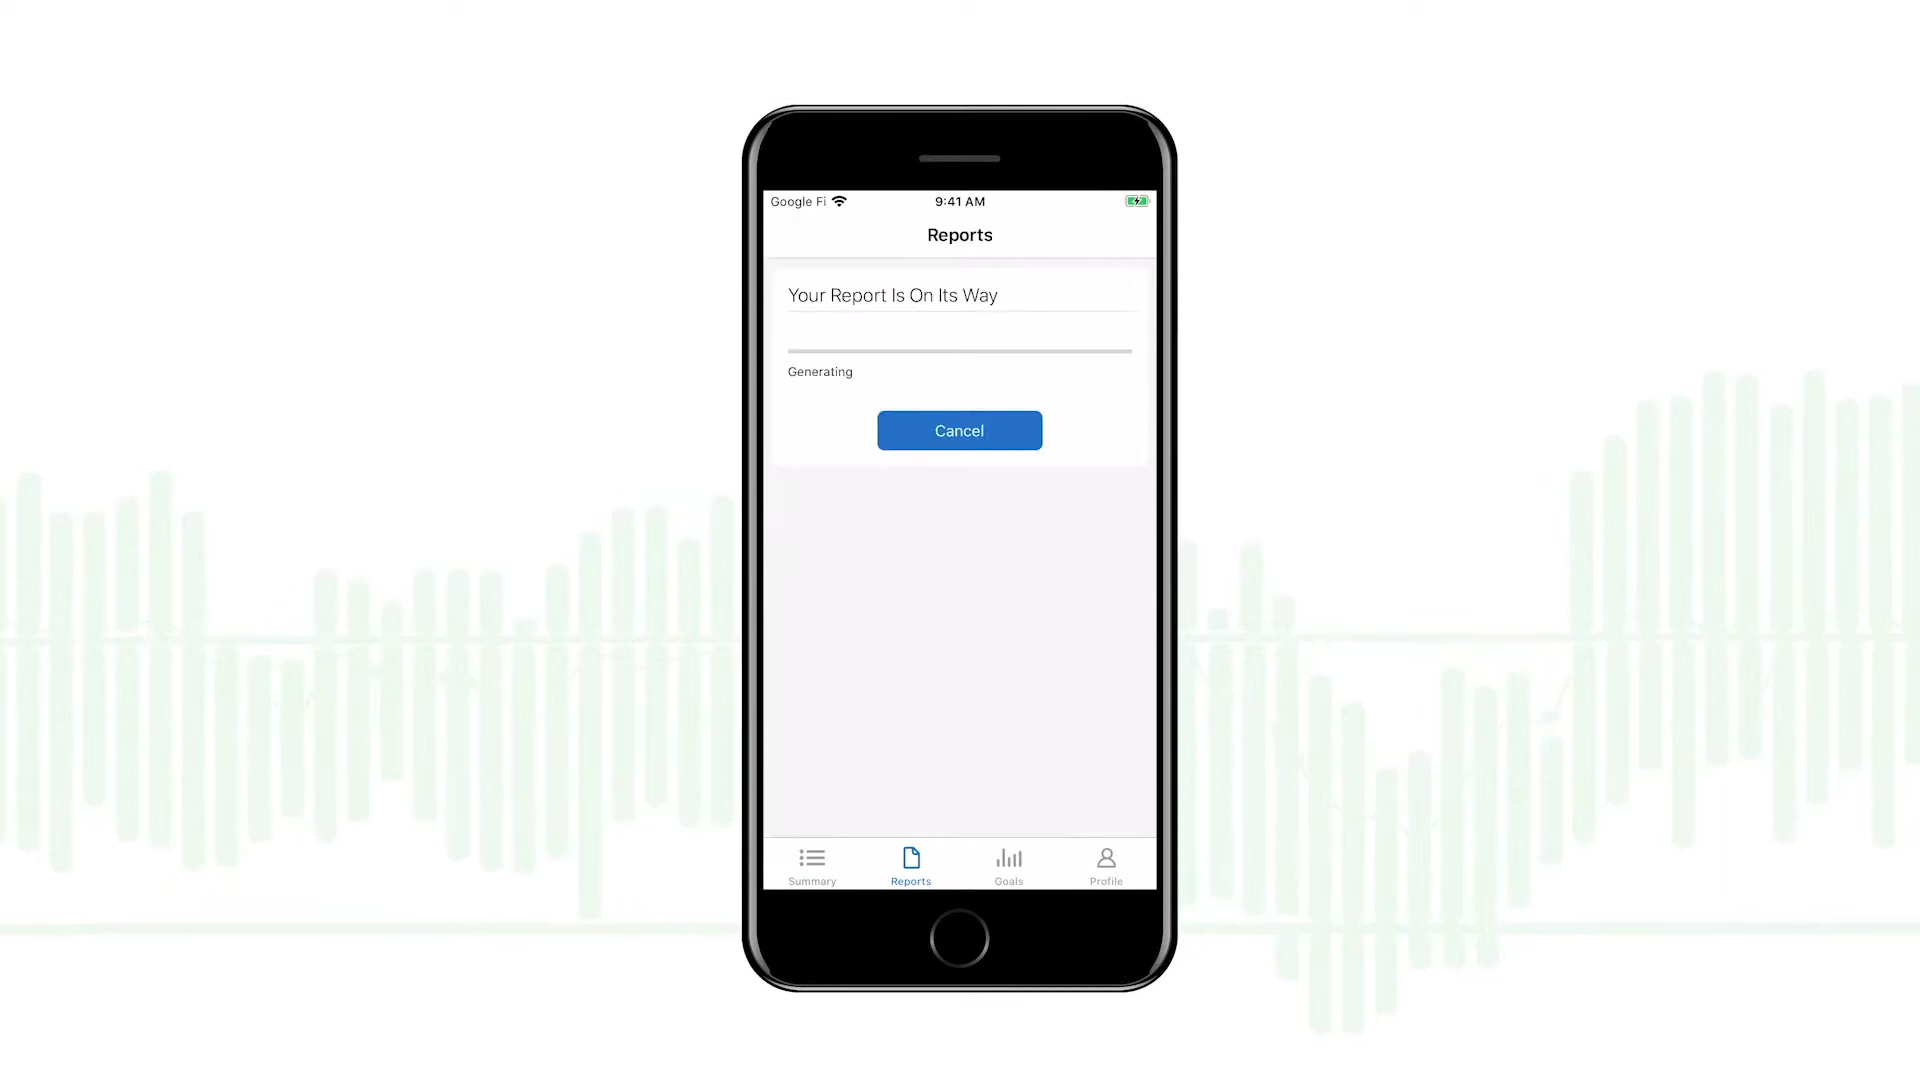 Google Fi 9:41 AM
Reports
Your Report Is On Its Way
Generating
Cancel
Summary Reports Goals Profile